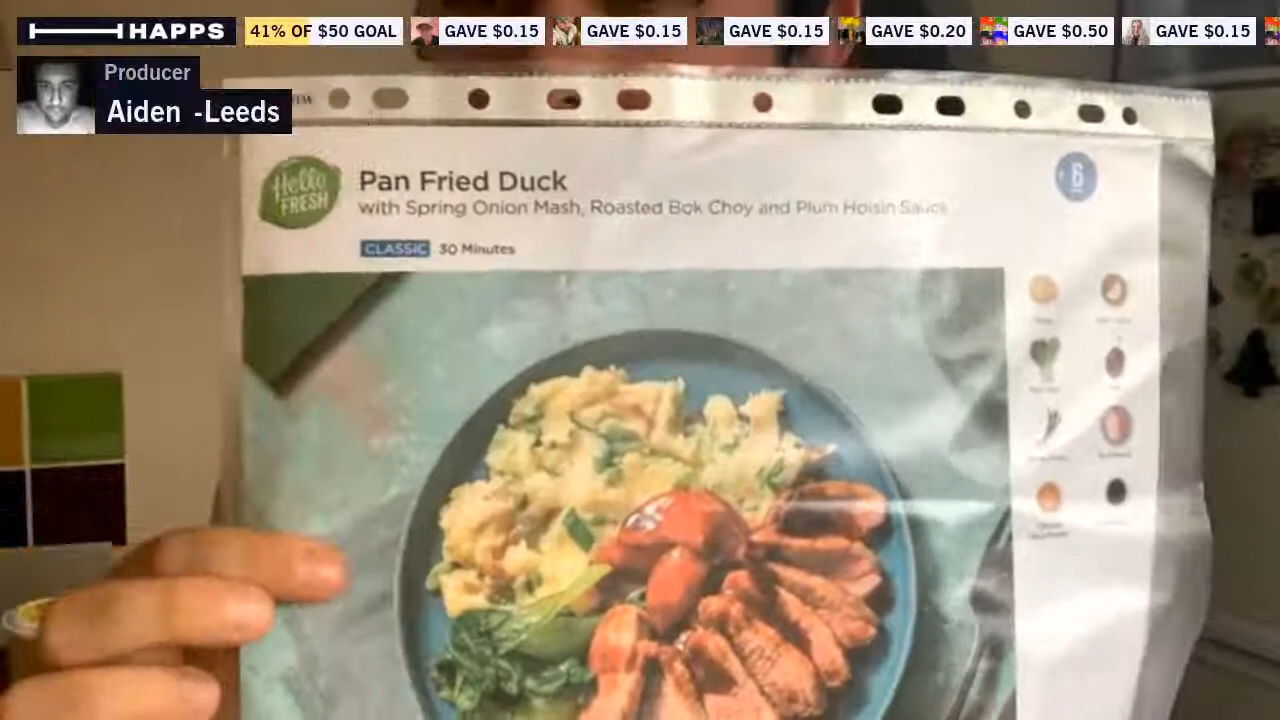 HAPPS
41% OF $50 GOAL
GAVE $0.15
GAVE $0.15
GAVE $0.15
GAVE $0.20
GAVE $0.50
GAVE $0.15
Producer
Aiden -Leeds
Hello
FRESH
Pan Fried Duck
with Spring Onion Mash, Roasted Bok Choy and Plum Hoisin Sauce
CLASSIC 30 Minutes
6